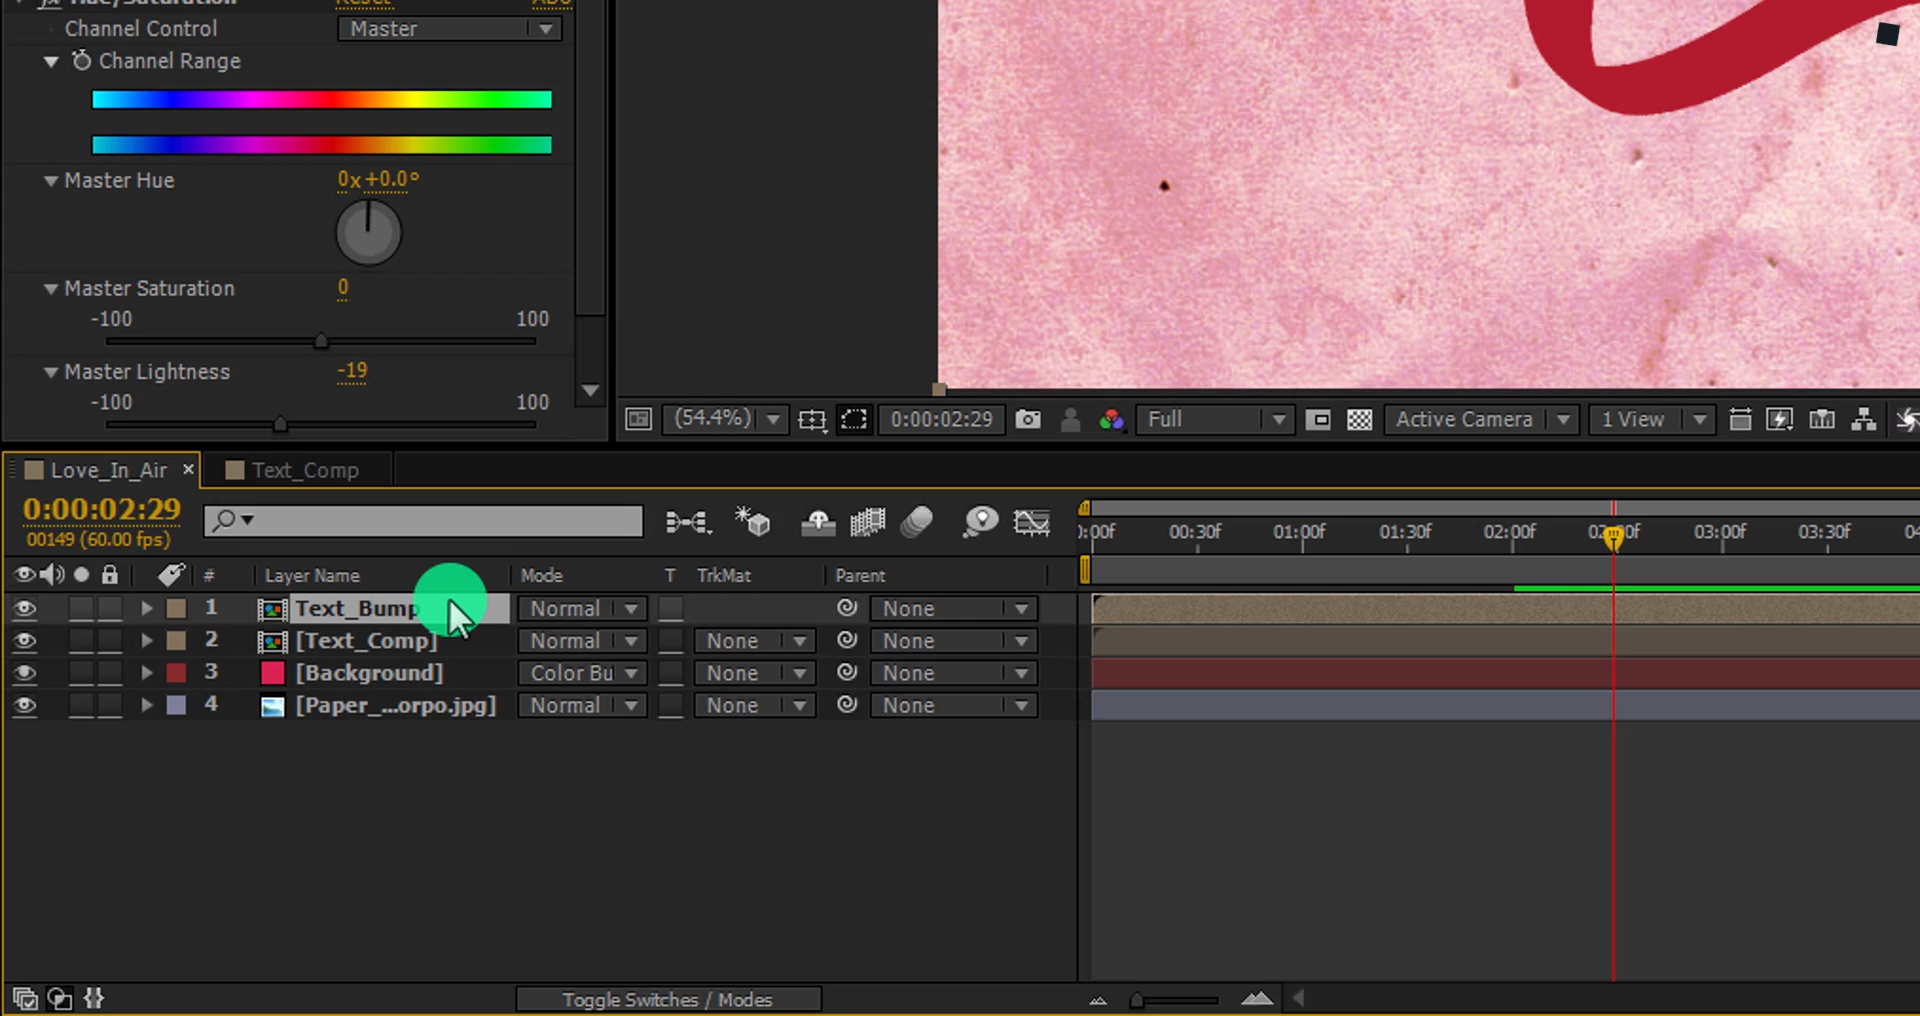 Hue/Saturation Reset
Channel Control Master
Channel Range
Master Hue 0x+0.0°
Master Saturation 0
-100 100
Master Lightness -19
-100 100
(54.4%) 0:00:02:29 Full Active Camera 1 View
Love_In_Air × Text_Comp
0:00:02:29
00149 (60.00 fps)
00:30f 01:00f 01:30f 02:00f 03:00f 03:30f
# Layer Name Mode T TrkMat Parent
1 Text_Bump Normal None
2 [Text_Comp] Normal None None
3 [Background] Color Bu None None
4 [Paper_...orpo.jpg] Normal None None
Toggle Switches / Modes